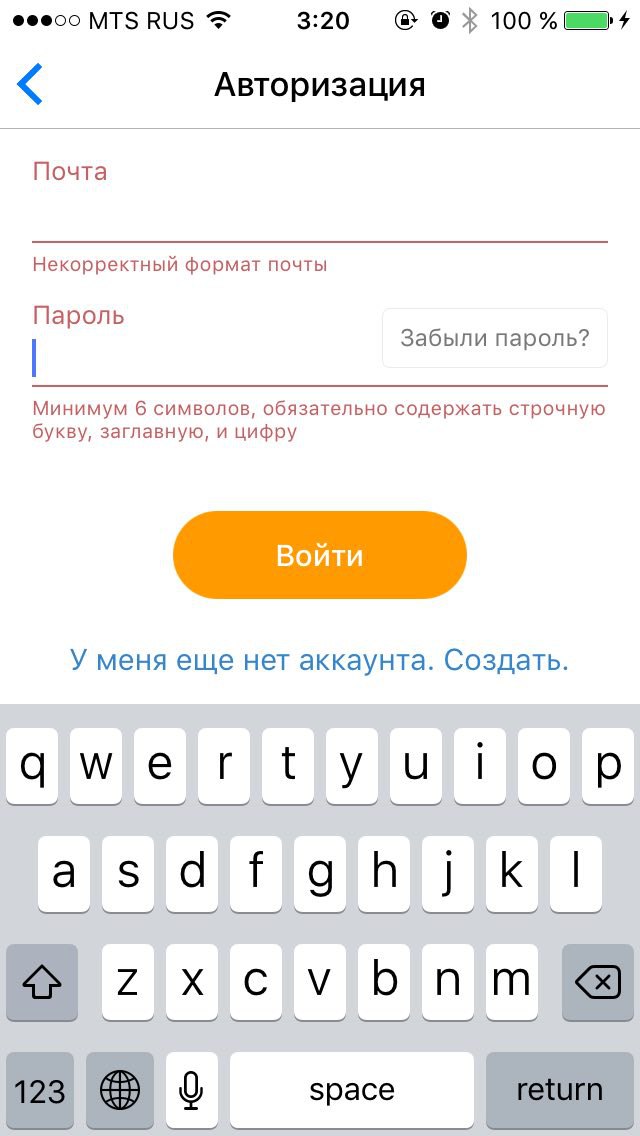 MTS RUS 3:20 100 %
Авторизация
Почта
Некорректный формат почты
Пароль
Забыли пароль?
Минимум 6 символов, обязательно содержать строчную
букву, заглавную, и цифру
Войти
У меня еще нет аккаунта. Создать.
q w e r t y u i o p
a s d f g h j k l
z x c v b n m
123 space return